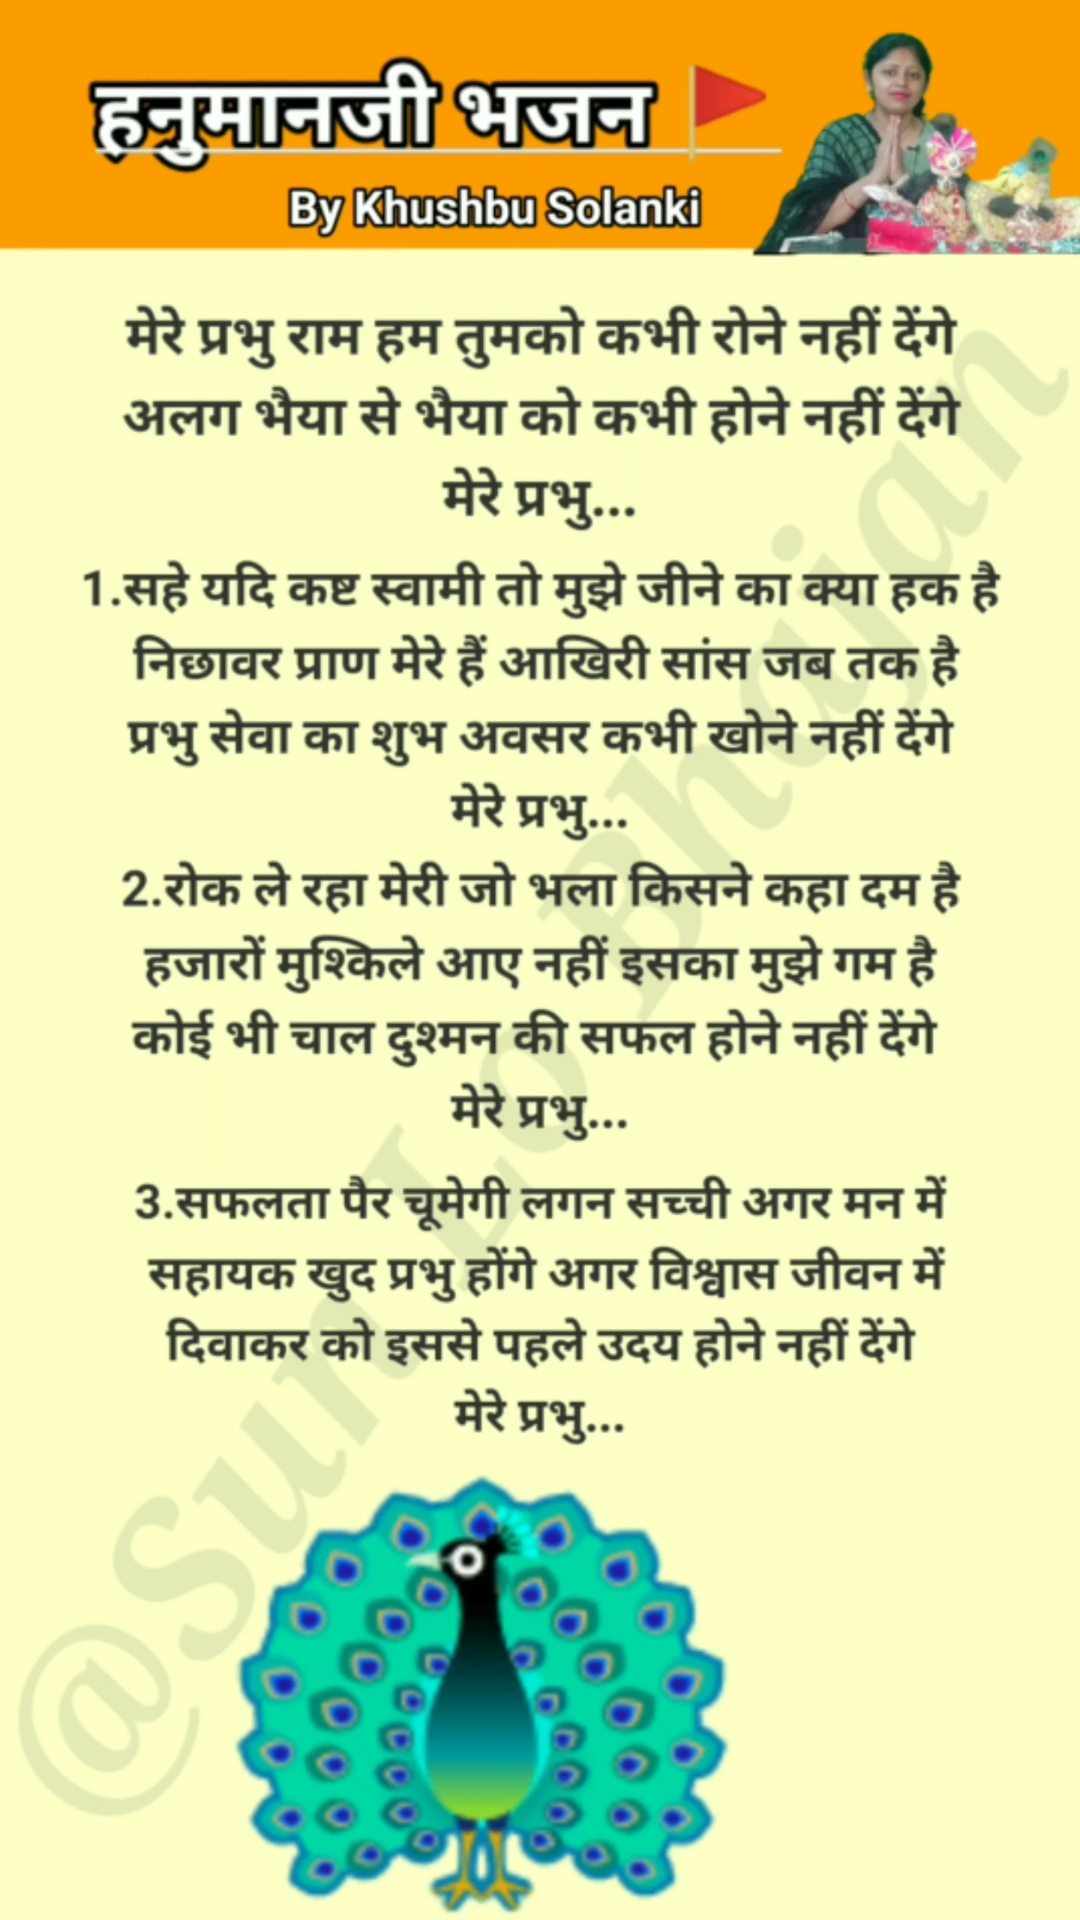 हनुमानजी भजन
By Khushbu Solanki
मेरे प्रभु राम हम तुमको कभी रोने नहीं देंगे
अलग भैया से भैया को कभी होने नहीं देंगे
मेरे प्रभु...
1.सहे यदि कष्ट स्वामी तो मुझे जीने का क्या हक है
निछावर प्राण मेरे हैं आखिरी सांस जब तक है
प्रभु सेवा का शुभ अवसर कभी खोने नहीं देंगे
मेरे प्रभु...
2.रोक ले रहा मेरी जो भला किसने कहा दम है
हजारों मुश्किले आए नहीं इसका मुझे गम है
कोई भी चाल दुश्मन की सफल होने नहीं देंगे
मेरे प्रभु...
3.सफलता पैर चूमेगी लगन सच्ची अगर मन में
सहायक खुद प्रभु होंगे अगर विश्वास जीवन में
दिवाकर को इससे पहले उदय होने नहीं देंगे
मेरे प्रभु...
@Sun Lo Bhajan